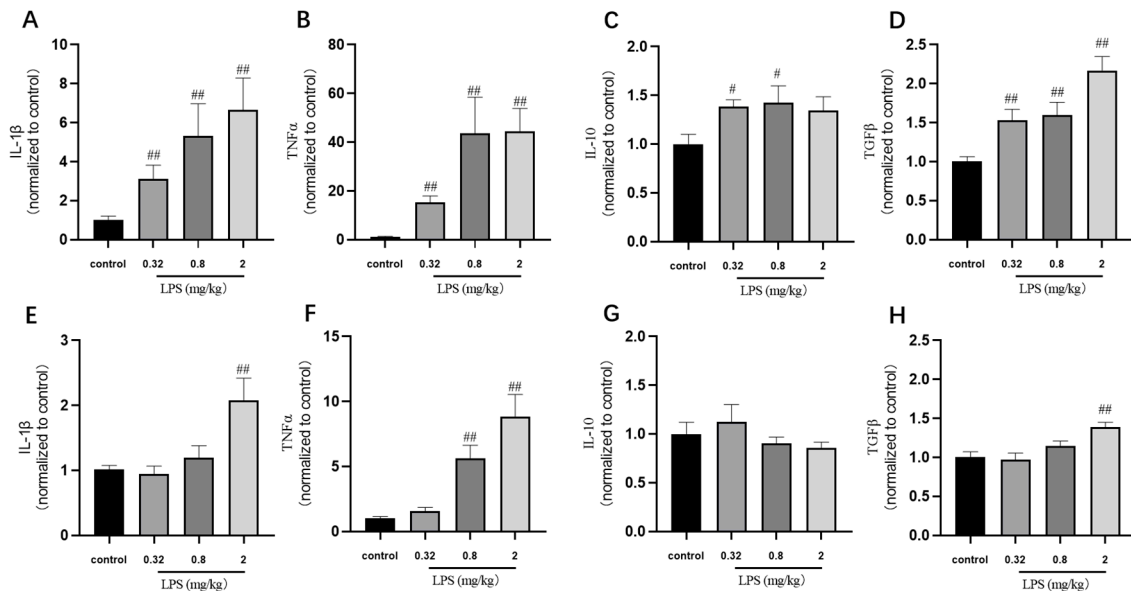 A
IL-1β
(normalized to control)
10
8
6
4
2
0
##
##
##
control 0.32 0.8 2
LPS (mg/kg)
B
TNFα
(normalized to control)
80
60
40
20
0
##
##
##
control 0.32 0.8 2
LPS (mg/kg)
C
IL-10
(normalized to control)
2.0
1.5
1.0
0.5
0.0
#
#
control 0.32 0.8 2
LPS (mg/kg)
D
TGFβ
(normalized to control)
2.5
2.0
1.5
1.0
0.5
0.0
##
##
##
control 0.32 0.8 2
LPS (mg/kg)
E
IL-1β
(normalized to control)
3
2
1
0
##
control 0.32 0.8 2
LPS (mg/kg)
F
TNFα
(normalized to control)
15
10
5
0
##
##
control 0.32 0.8 2
LPS (mg/kg)
G
IL-10
(normalized to control)
2.0
1.5
1.0
0.5
0.0
control 0.32 0.8 2
LPS (mg/kg)
H
TGFβ
(normalized to control)
2.5
2.0
1.5
1.0
0.5
0.0
##
control 0.32 0.8 2
LPS (mg/kg)